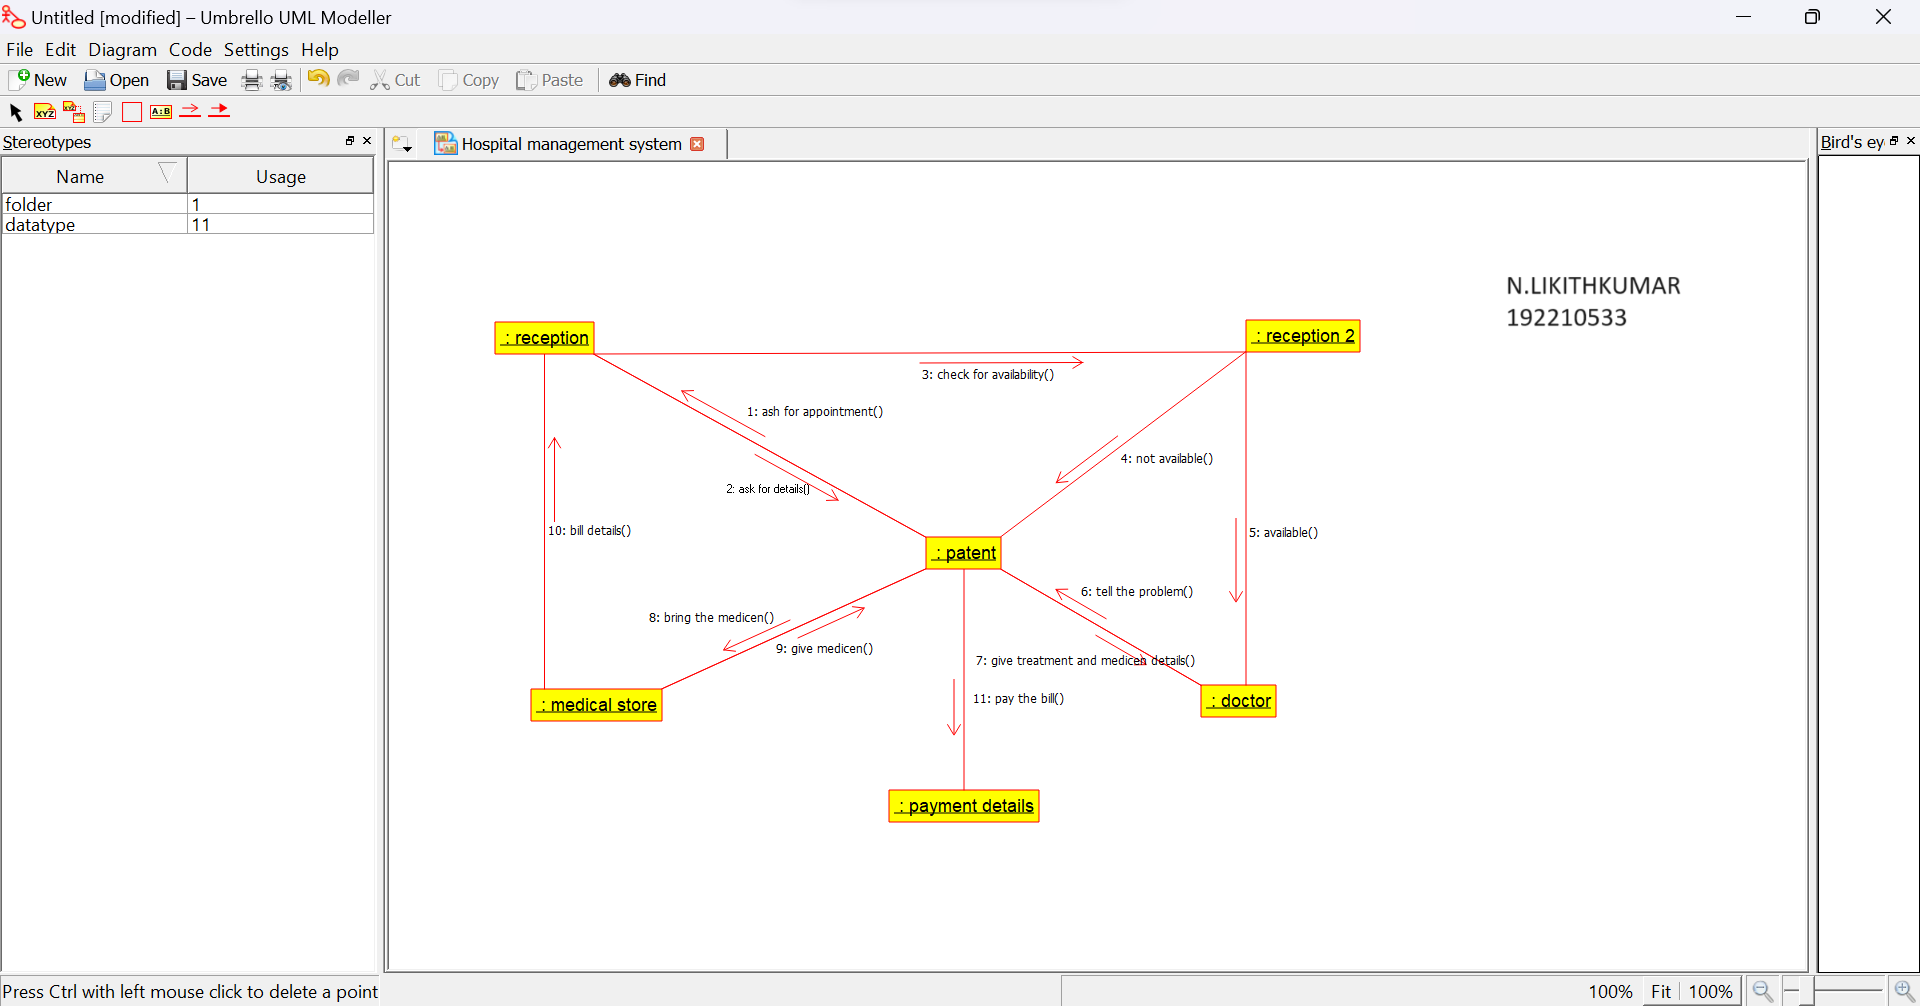 Untitled [modified] – Umbrello UML Modeller
File Edit Diagram Code Settings Help
New Open Save Cut Copy Paste Find
XYZ XYZ A:B
Stereotypes
Hospital management system
Bird's ey
Name Usage
folder 1
datatype 11
N.LIKITHKUMAR
192210533
: reception
: reception 2
3: check for availability()
1: ash for appointment()
4: not available()
2: ask for details()
10: bill details()
5: available()
: patent
6: tell the problem()
8: bring the medicen()
9: give medicen()
7: give treatment and medicen details()
11: pay the bill()
: medical store
: doctor
: payment details
Press Ctrl with left mouse click to delete a point
100% Fit 100%